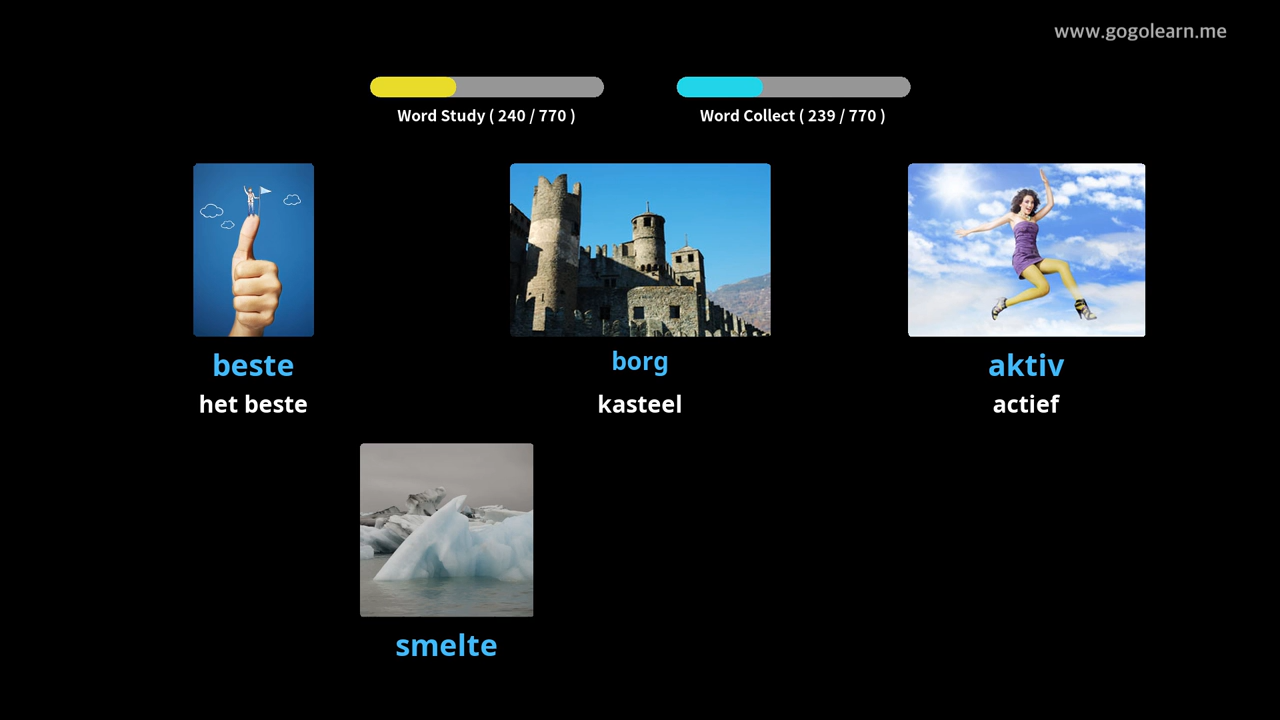 www.gogolearn.me
Word Study ( 240 / 770 )
Word Collect ( 239 / 770 )
beste
borg
aktiv
het beste
kasteel
actief
smelte